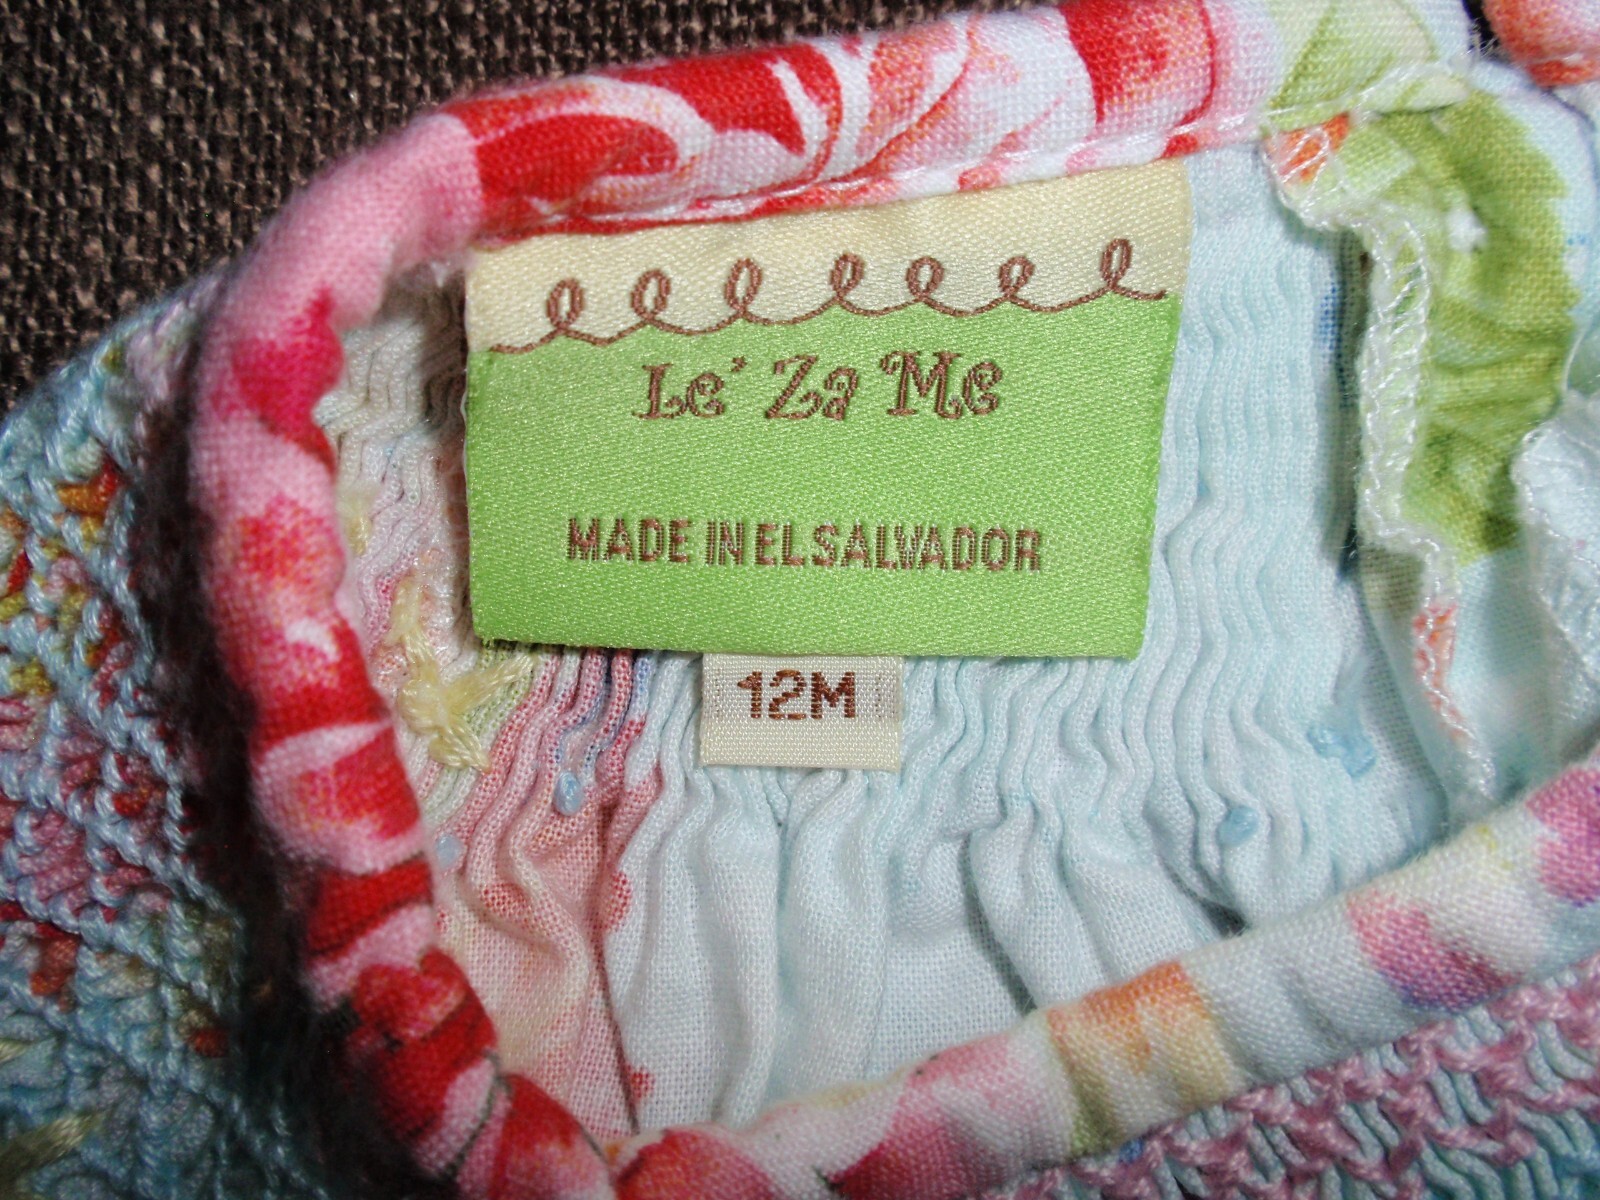 Le' Za Me
MADE IN EL SALVADOR
12M